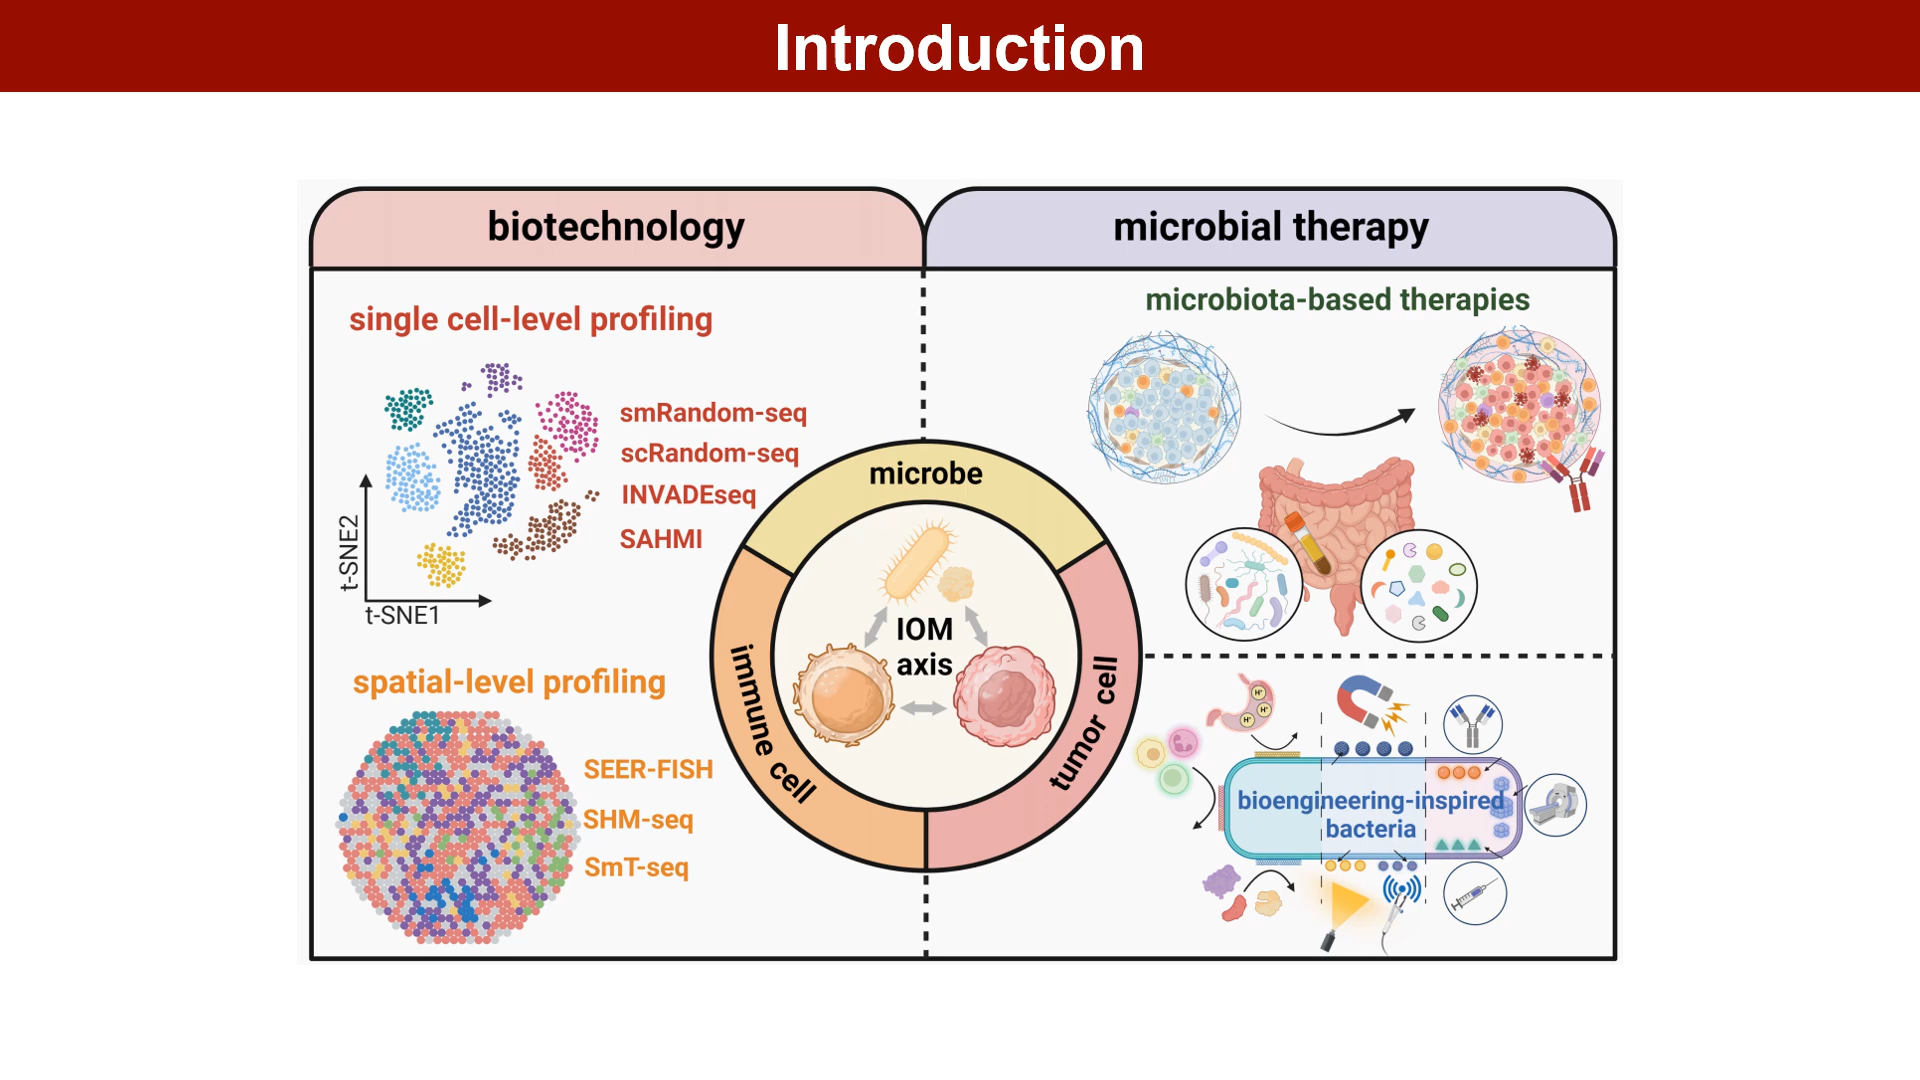 Introduction
biotechnology
microbial therapy
single cell-level profiling
smRandom-seq
scRandom-seq
INVADEseq
SAHMI
t-SNE2
t-SNE1
spatial-level profiling
SEER-FISH
SHM-seq
SmT-seq
microbe
IOM
axis
immune cell
tumor cell
microbiota-based therapies
H⁺
H⁺
H⁺
bioengineering-inspired
bacteria